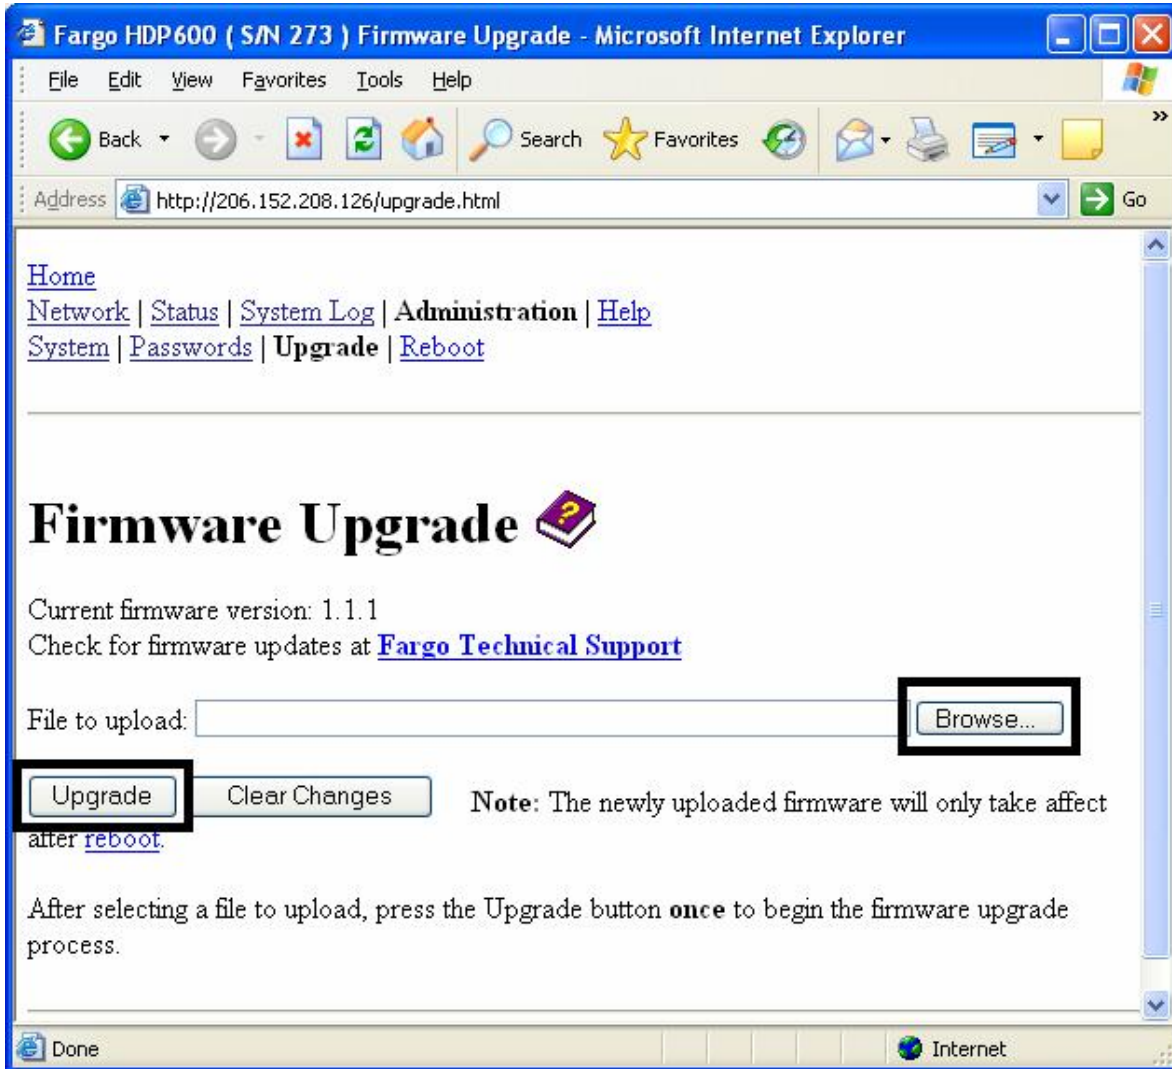 Fargo HDP600 ( S/N 273 ) Firmware Upgrade - Microsoft Internet Explorer
File Edit View Favorites Tools Help
Back Search Favorites »
Address http://206.152.208.126/upgrade.html Go
Home
Network | Status | System Log | Administration | Help
System | Passwords | Upgrade | Reboot
Firmware Upgrade ?
Current firmware version: 1.1.1
Check for firmware updates at Fargo Technical Support
File to upload: Browse...
Upgrade Clear Changes Note: The newly uploaded firmware will only take affect
after reboot.
After selecting a file to upload, press the Upgrade button once to begin the firmware upgrade
process.
Done Internet